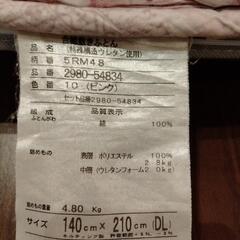 品名 (特殊構造ウレタン使用)
柄番 5RM48
品番 2980-54834
色番 10 (ピンク)
セット品番2980-54834
品質表示
組成
ふとんがわ 綿 100%
詰めもの
表層 ポリエステル 100%
2.8kg
中層 (ウレタンフォーム) 2.0kg
詰めもの重量 4.80 Kg
サイズ 140cm × 210cm (DL)